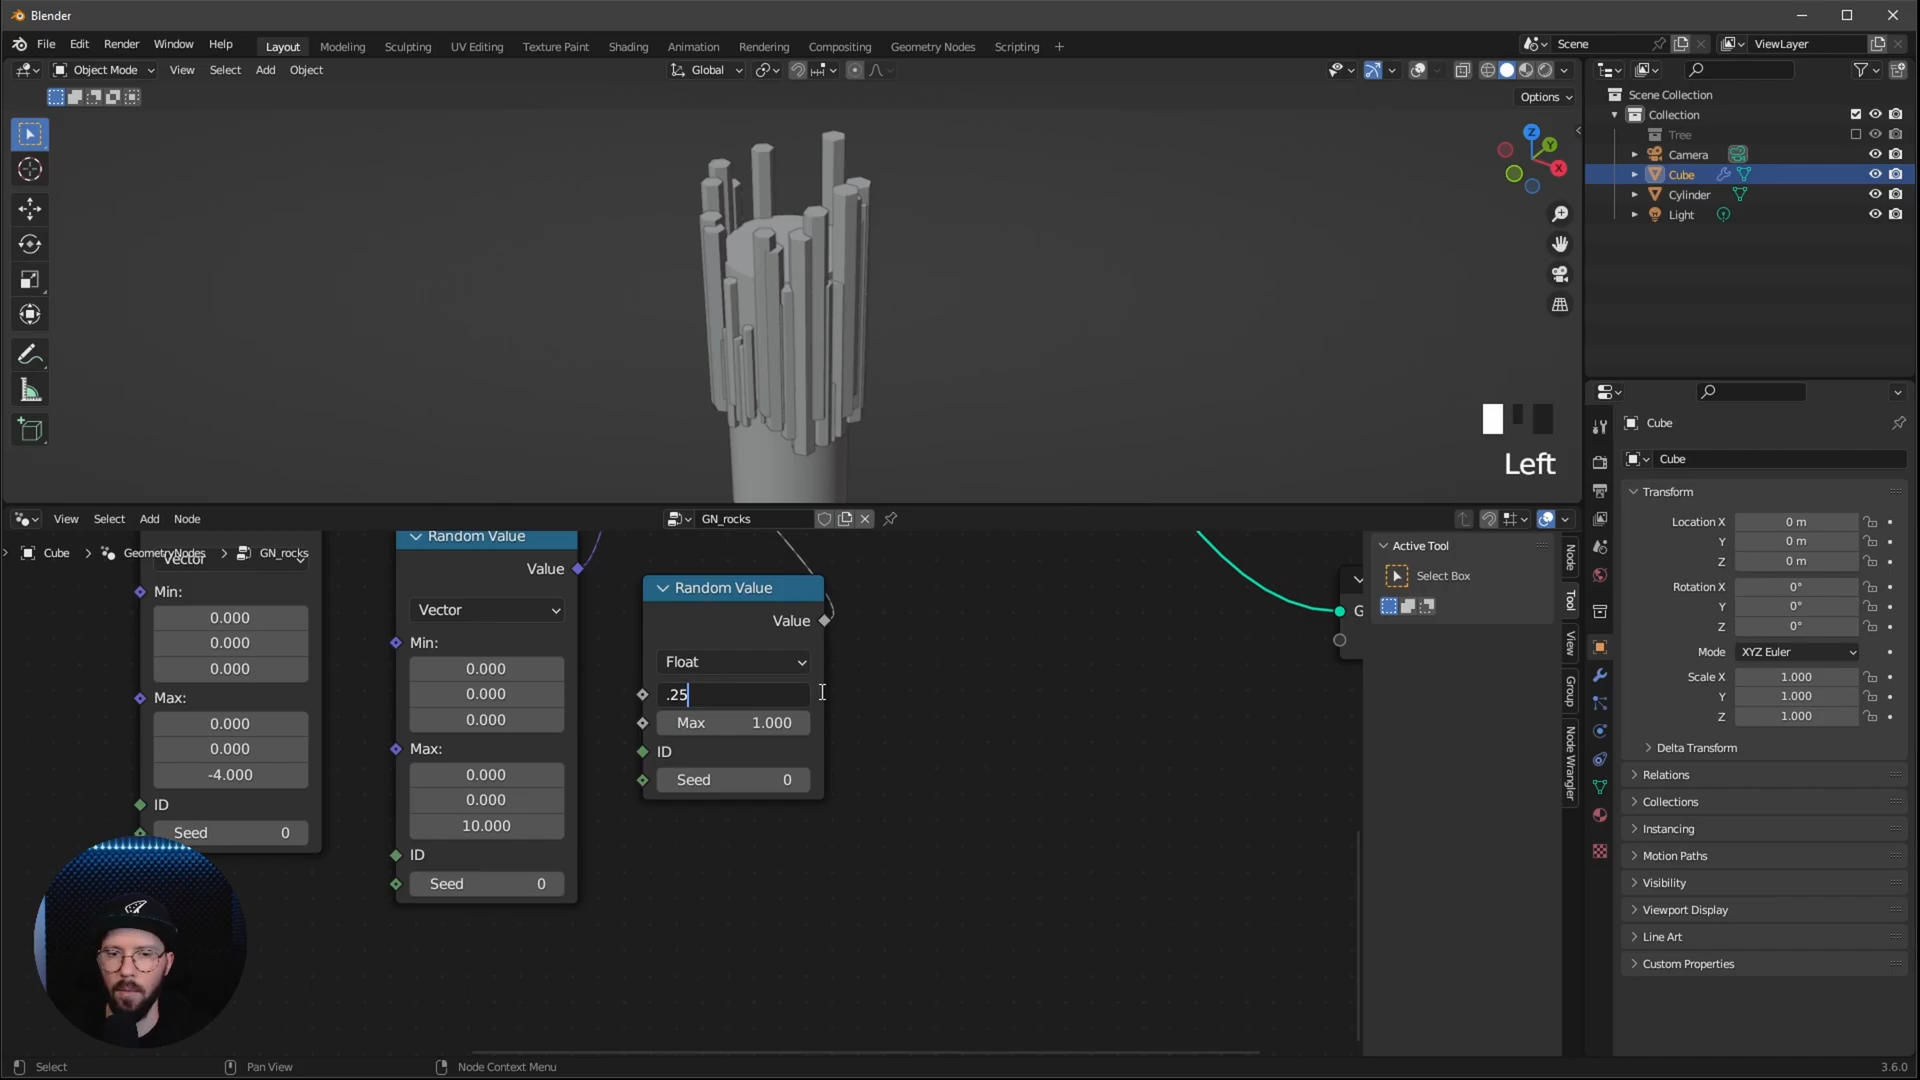 Blender
File Edit Render Window Help
Layout Modeling Sculpting UV Editing Texture Paint Shading Animation Rendering Compositing Geometry Nodes Scripting +
Scene
ViewLayer
Object Mode View Select Add Object
Global
Options
Z
Y
X
Left
Scene Collection
Collection
Tree
Camera
Cube
Cylinder
Light
Cube
Cube
Transform
Location X 0 m
Y 0 m
Z 0 m
Rotation X 0°
Y 0°
Z 0°
Mode XYZ Euler
Scale X 1.000
Y 1.000
Z 1.000
Delta Transform
Relations
Collections
Instancing
Motion Paths
Visibility
Viewport Display
Line Art
Custom Properties
View Select Add Node
GN_rocks
Cube > GeometryNodes > GN_rocks
Vector
Min:
0.000
0.000
0.000
Max:
0.000
0.000
-4.000
ID
Seed 0
Random Value
Value
Vector
Min:
0.000
0.000
0.000
Max:
0.000
0.000
10.000
ID
Seed 0
Random Value
Value
Float
.25
Max 1.000
ID
Seed 0
G
Active Tool
Select Box
Node
Tool
View
Group
Node Wrangler
Select
Pan View
Node Context Menu
3.6.0